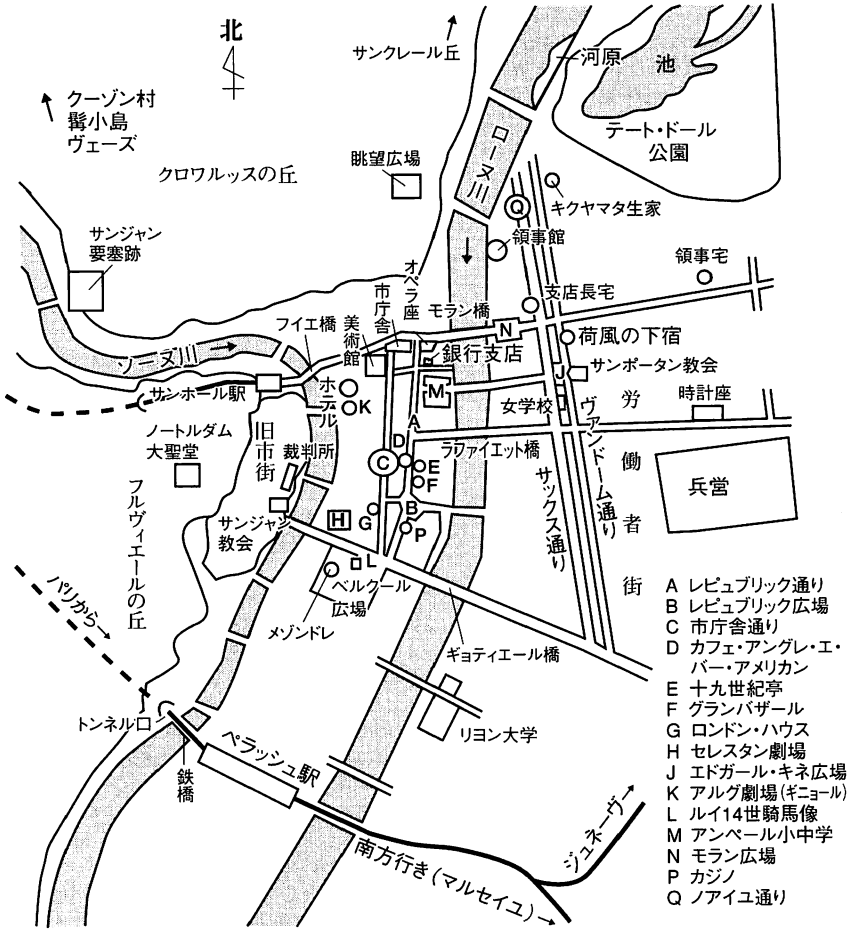 北
サンクレール丘
河原
池
クーゾン村
髯小島
ヴェーズ
テート・ドール
公園
ローヌ川
眺望広場
クロワルッスの丘
Q
キクヤマタ生家
領事館
サンジャン
要塞跡
オペラ座
市庁舎
美術館
モラン橋
領事宅
支店長宅
フイエ橋
N
荷風の下宿
銀行支店
ソーヌ川
サンポール駅
ホテル
K
M
J
サンポータン教会
女学校
A
労働者街
時計座
ノートルダム
大聖堂
旧市街
裁判所
D
C
E
F
ラファイエット橋
サックス通り
ヴァンドーム通り
兵営
サンジャン
教会
H
G
B
P
L
フルヴィエールの丘
ベルクール
広場
メゾンドレ
ギョティエール橋
パリから→
トンネル口
リヨン大学
鉄橋
ペラッシュ駅
南方行き(マルセイユ)→
ジュネーヴ→
A レピュブリック通り
B レピュブリック広場
C 市庁舎通り
D カフェ・アングレ・エ・
バー・アメリカン
E 十九世紀亭
F グランバザール
G ロンドン・ハウス
H セレスタン劇場
J エドガール・キネ広場
K アルグ劇場(ギニョール)
L ルイ14世騎馬像
M アンペール小中学
N モラン広場
P カジノ
Q ノアイユ通り